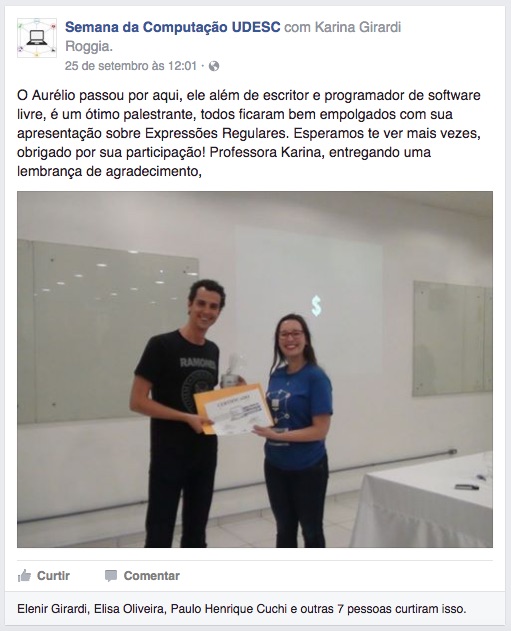 Semana da Computação UDESC com Karina Girardi
Roggia.
25 de setembro às 12:01 ·
O Aurélio passou por aqui, ele além de escritor e programador de software
livre, é um ótimo palestrante, todos ficaram bem empolgados com sua
apresentação sobre Expressões Regulares. Esperamos te ver mais vezes,
obrigado por sua participação! Professora Karina, entregando uma
lembrança de agradecimento,
$
RAMONES
CERTIFICADO
Curtir Comentar
Elenir Girardi, Elisa Oliveira, Paulo Henrique Cuchi e outras 7 pessoas curtiram isso.